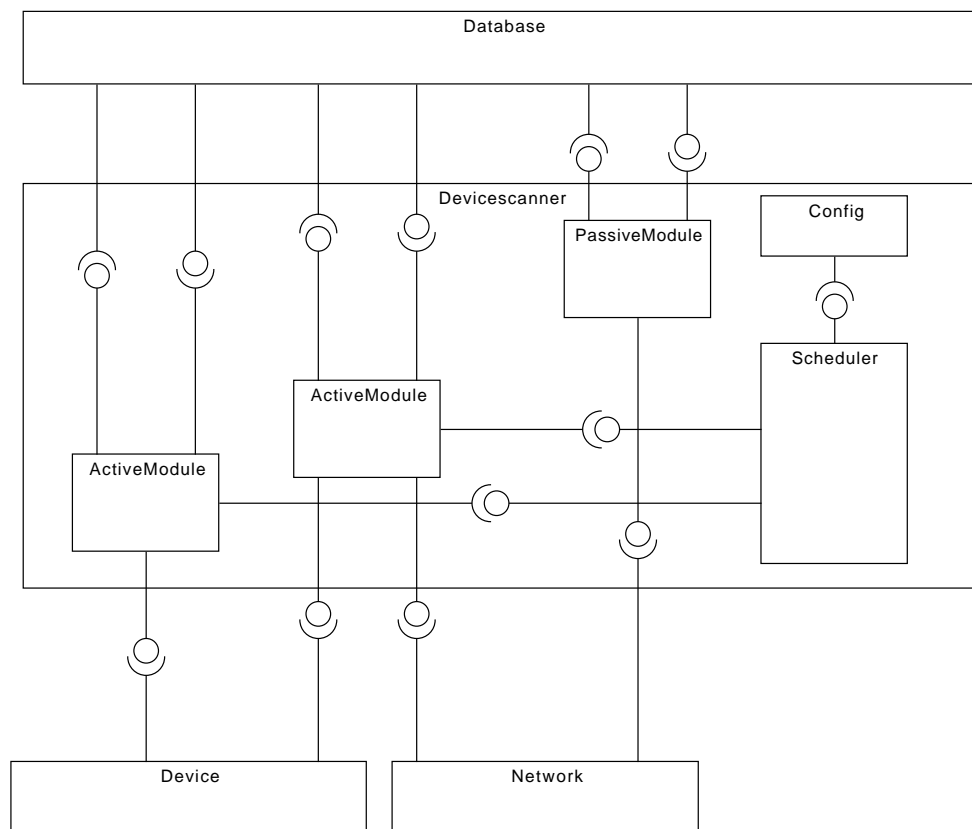 Database
Devicescanner
Config
PassiveModule
Scheduler
ActiveModule
ActiveModule
Device
Network